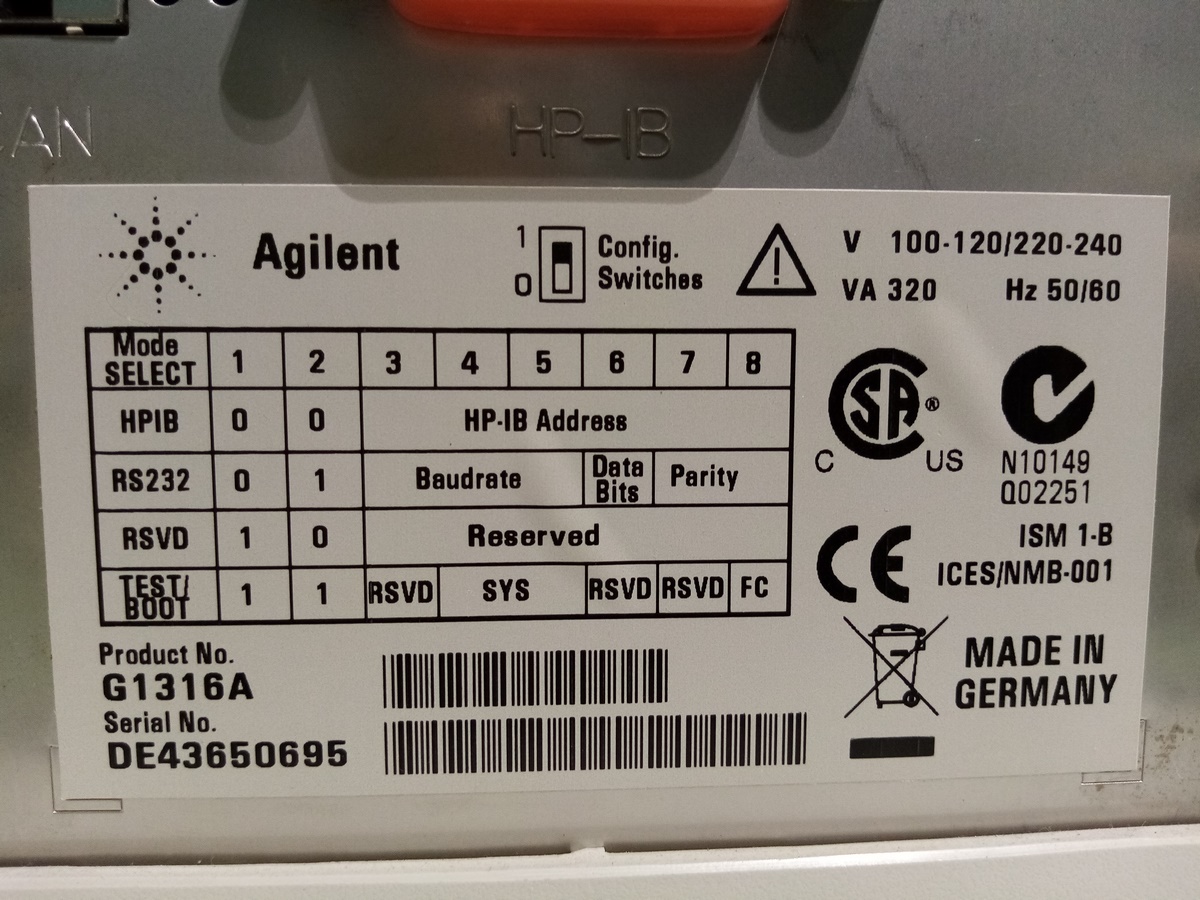 CAN
HP-IB
Agilent
1
0
Config.
Switches
V 100-120/220-240
VA 320 Hz 50/60
Mode SELECT 1 2 3 4 5 6 7 8
HPIB 0 0 HP-IB Address
RS232 0 1 Baudrate Data Bits Parity
RSVD 1 0 Reserved
TEST/BOOT 1 1 RSVD SYS RSVD RSVD FC
SA ®
C US
N10149
Q02251
CE
ISM 1-B
ICES/NMB-001
MADE IN
GERMANY
Product No.
G1316A
Serial No.
DE43650695